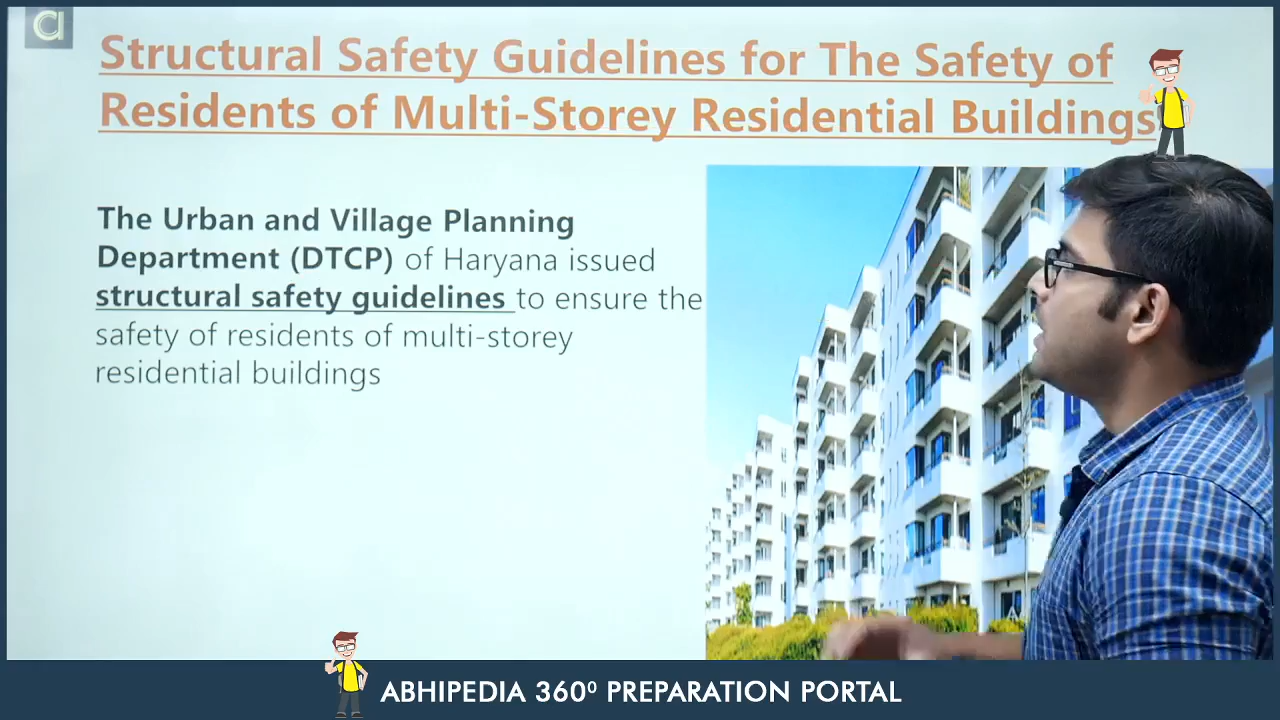 Structural Safety Guidelines for The Safety of
Residents of Multi-Storey Residential Buildings
The Urban and Village Planning
Department (DTCP) of Haryana issued
structural safety guidelines to ensure the
safety of residents of multi-storey
residential buildings
ABHIPEDIA 360⁰ PREPARATION PORTAL